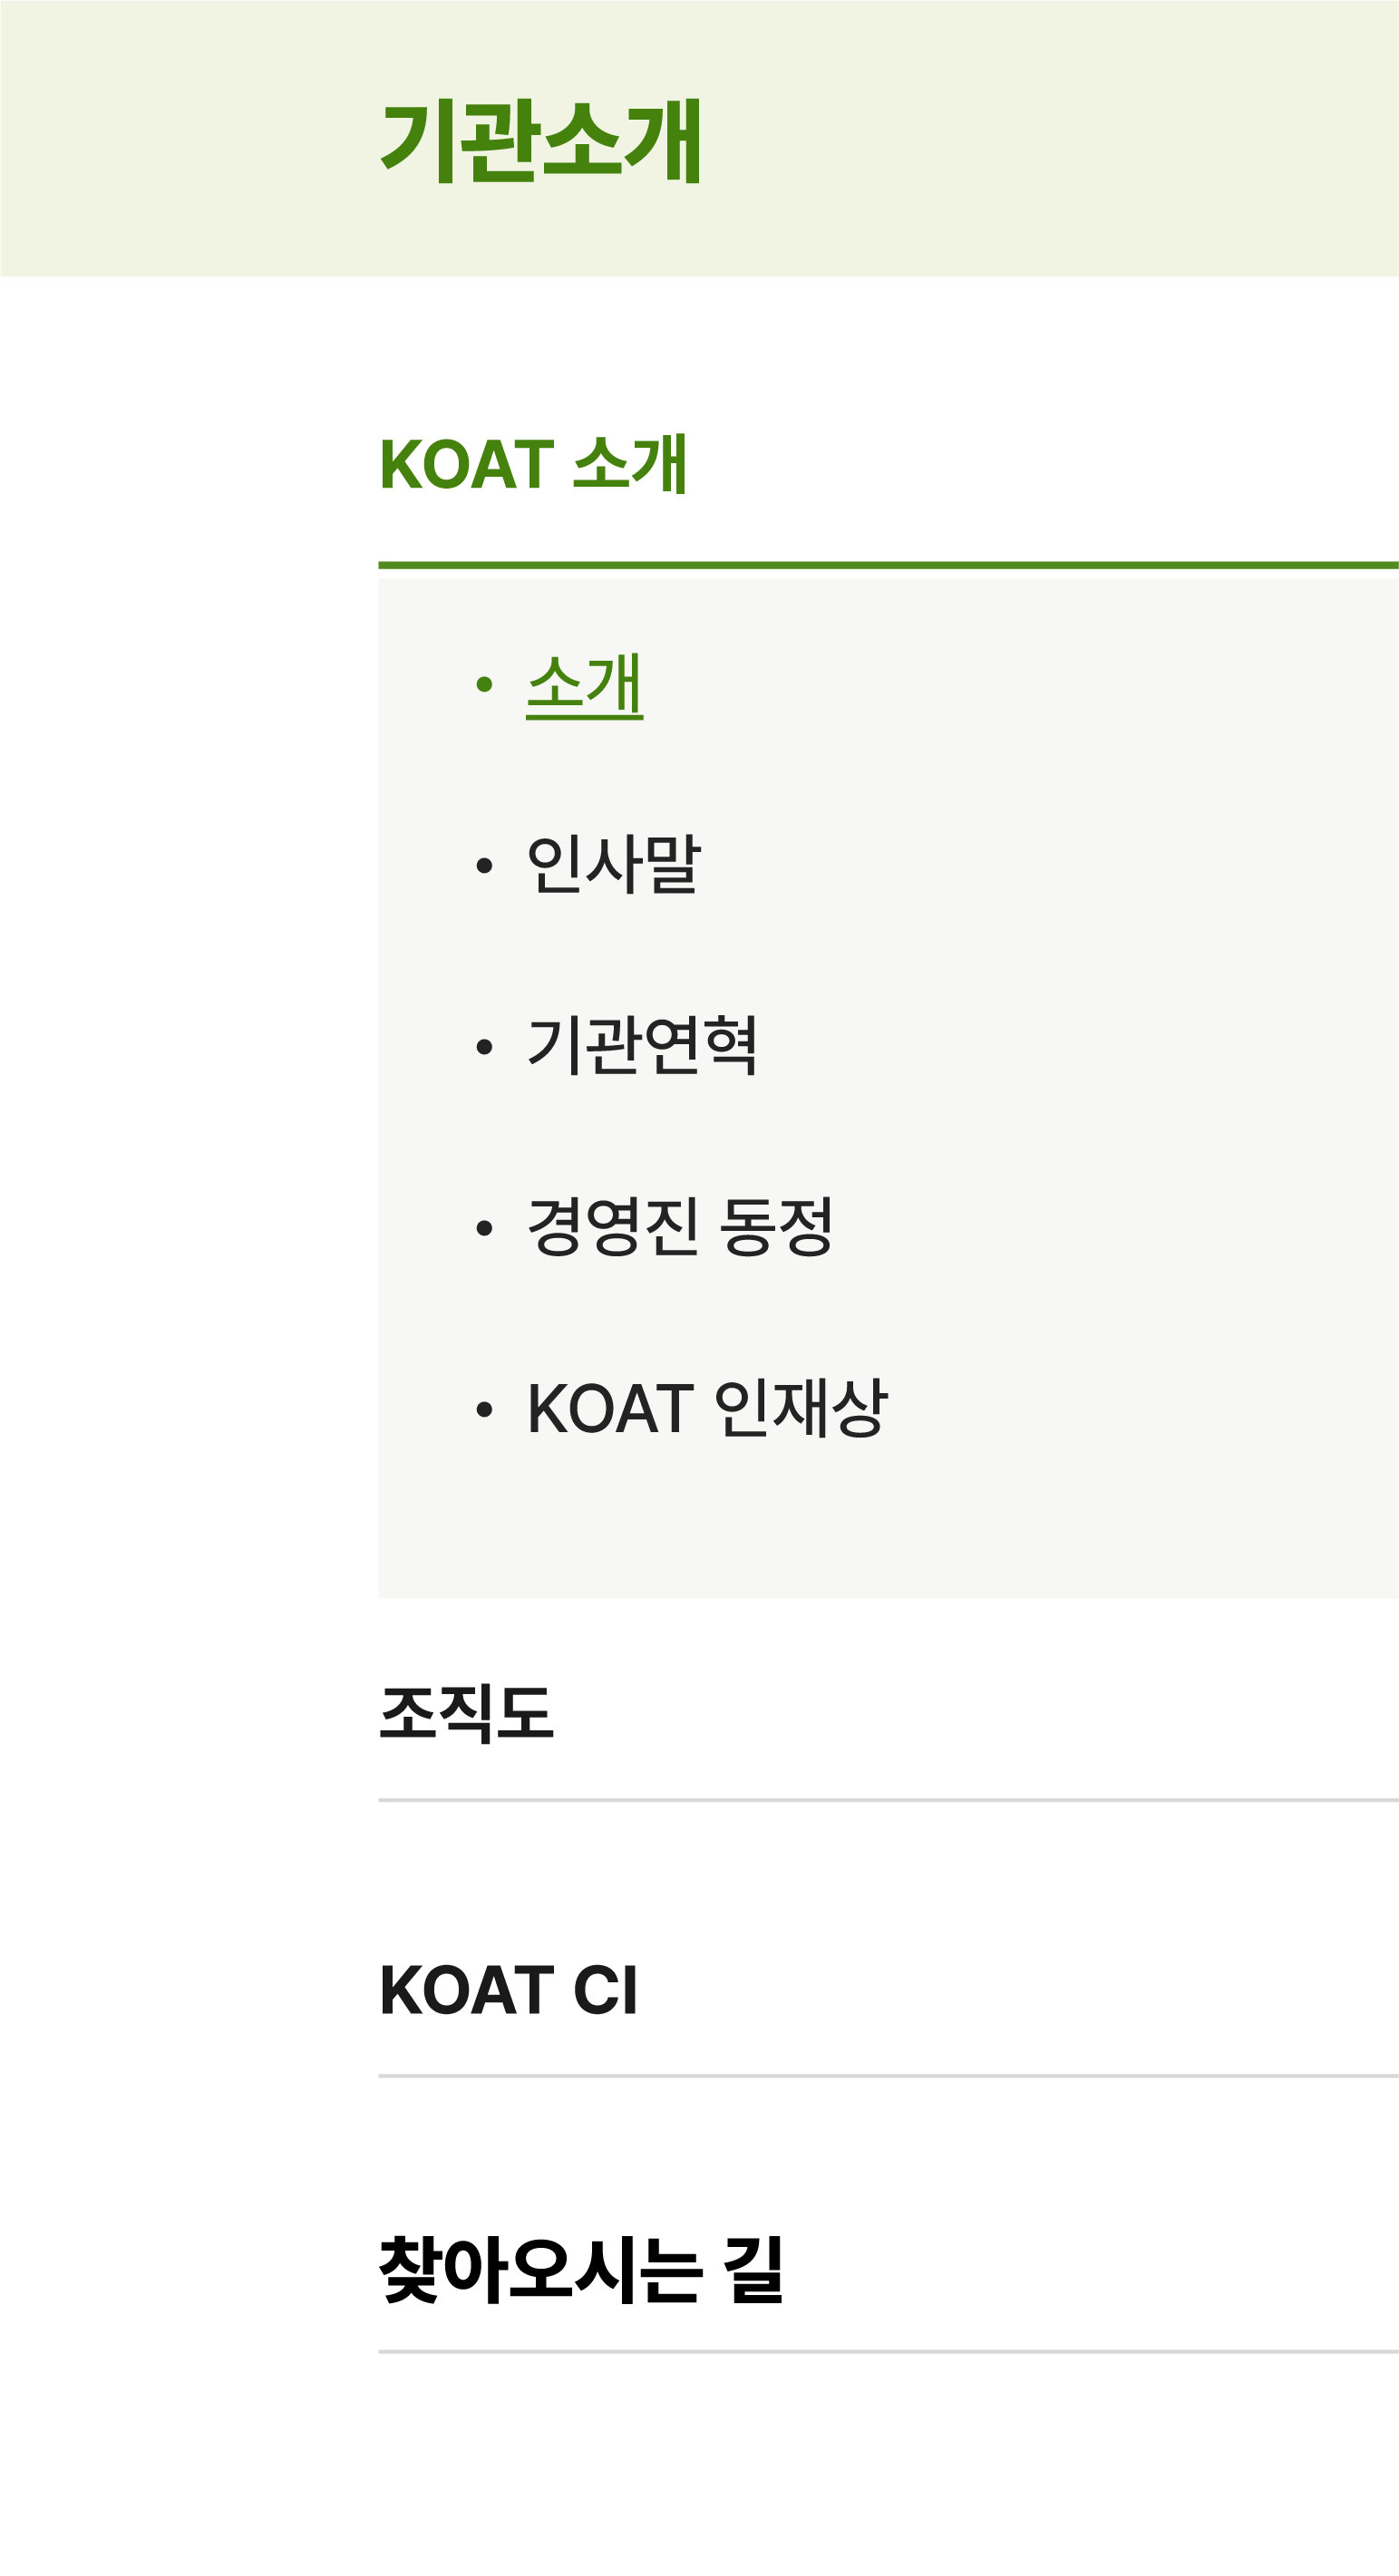 기관소개
KOAT 소개
• 소개
• 인사말
• 기관연혁
• 경영진 동정
• KOAT 인재상
조직도
KOAT CI
찾아오시는 길